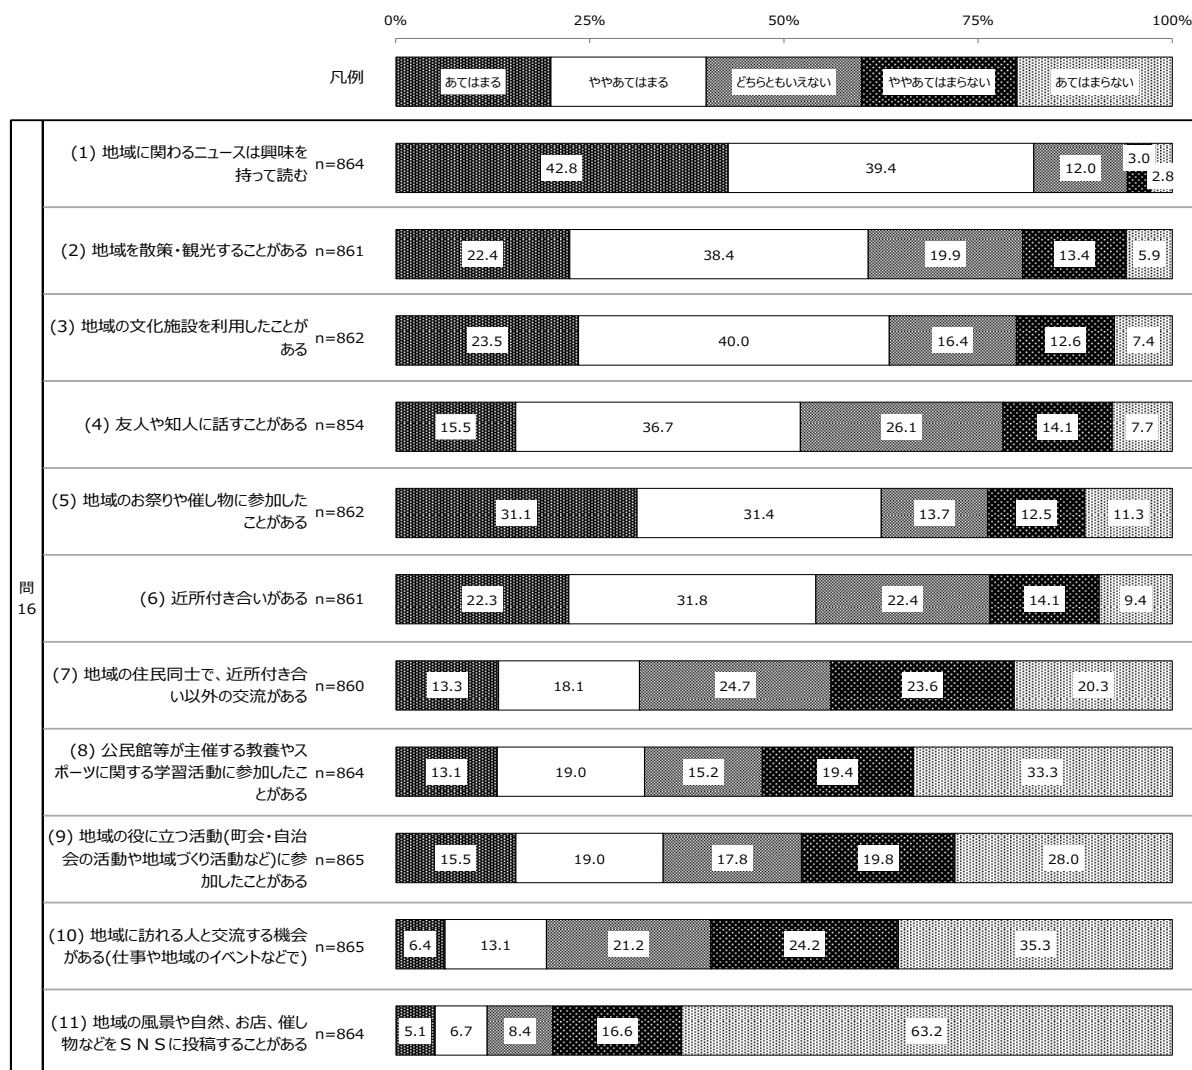 0%
25%
50%
75%
100%
凡例
あてはまる
ややあてはまる
どちらともいえない
ややあてはまらない
あてはまらない
問
16
(1) 地域に関わるニュースは興味を
持って読む
n=864
42.8
39.4
12.0
3.0
2.8
(2) 地域を散策・観光することがある
n=861
22.4
38.4
19.9
13.4
5.9
(3) 地域の文化施設を利用したことが
ある
n=862
23.5
40.0
16.4
12.6
7.4
(4) 友人や知人に話すことがある
n=854
15.5
36.7
26.1
14.1
7.7
(5) 地域のお祭りや催し物に参加した
ことがある
n=862
31.1
31.4
13.7
12.5
11.3
(6) 近所付き合いがある
n=861
22.3
31.8
22.4
14.1
9.4
(7) 地域の住民同士で、近所付き合
い以外の交流がある
n=860
13.3
18.1
24.7
23.6
20.3
(8) 公民館等が主催する教養やス
ポーツに関する学習活動に参加したこ
とがある
n=864
13.1
19.0
15.2
19.4
33.3
(9) 地域の役に立つ活動(町会・自治
会の活動や地域づくり活動など)に参
加したことがある
n=865
15.5
19.0
17.8
19.8
28.0
(10) 地域に訪れる人と交流する機会
がある(仕事や地域のイベントなどで)
n=865
6.4
13.1
21.2
24.2
35.3
(11) 地域の風景や自然、お店、催し
物などをＳＮＳに投稿することがある
n=864
5.1
6.7
8.4
16.6
63.2